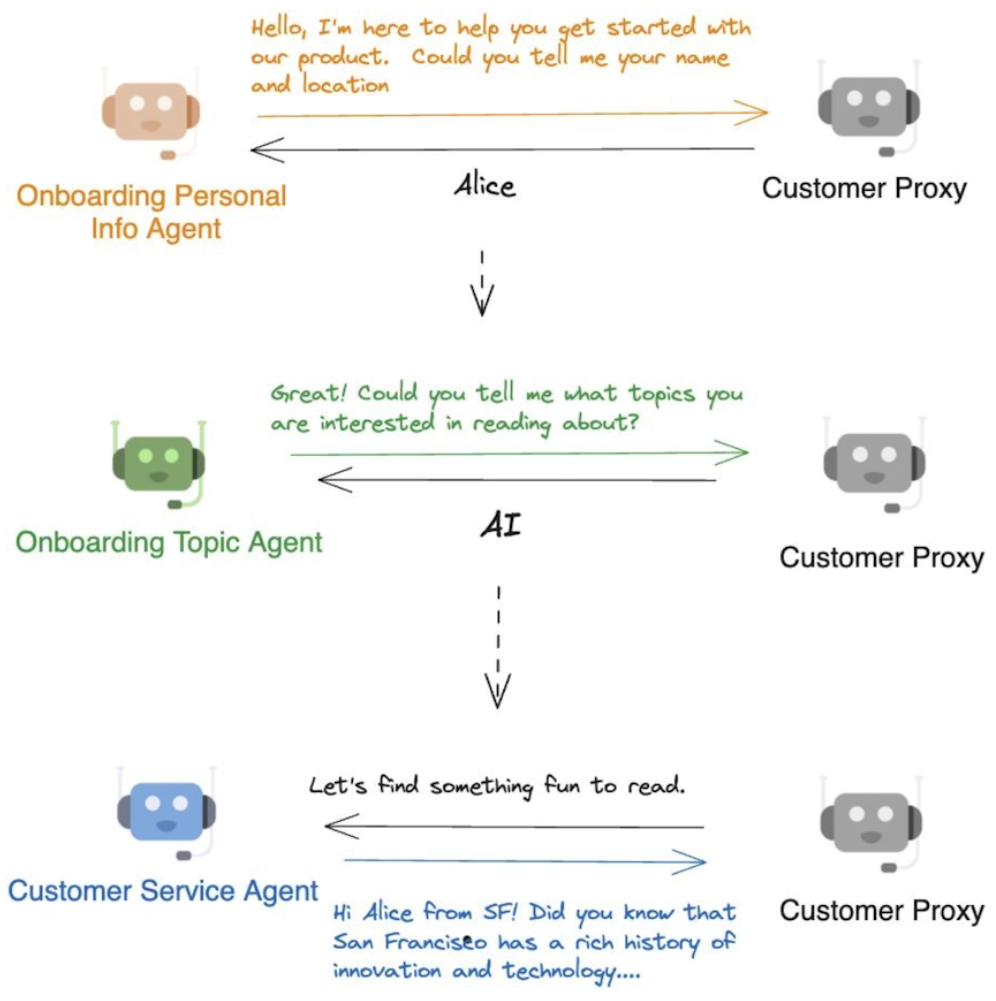 Hello, I'm here to help you get started with
our product. Could you tell me your name
and location
Alice
Onboarding Personal
Info Agent
Customer Proxy
Great! Could you tell me what topics you
are interested in reading about?
AI
Onboarding Topic Agent
Customer Proxy
Let's find something fun to read.
Customer Service Agent
Hi Alice from SF! Did you know that
San Francisco has a rich history of
innovation and technology....
Customer Proxy